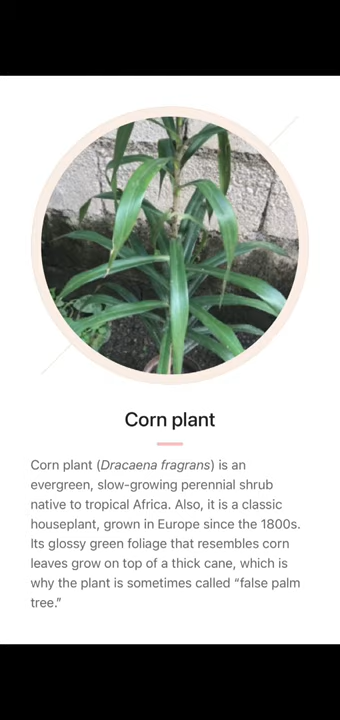 Corn plant
Corn plant (Dracaena fragrans) is an
evergreen, slow-growing perennial shrub
native to tropical Africa. Also, it is a classic
houseplant, grown in Europe since the 1800s.
Its glossy green foliage that resembles corn
leaves grow on top of a thick cane, which is
why the plant is sometimes called “false palm
tree.”